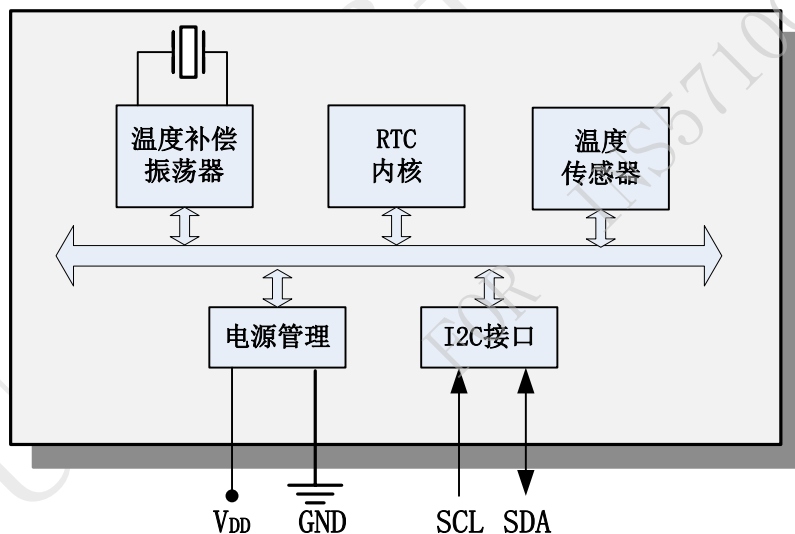 温度补偿
振荡器
RTC
内核
温度
传感器
电源管理
I2C接口
VDD
GND
SCL
SDA
FOR